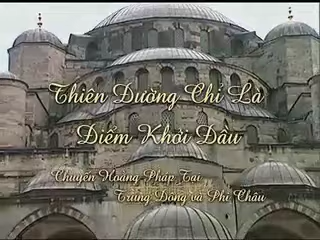 Thiên Đường Chỉ Là
Điểm Khởi Đầu
Chuyến Hoằng Pháp Tại
Trung Đông và Phi Châu